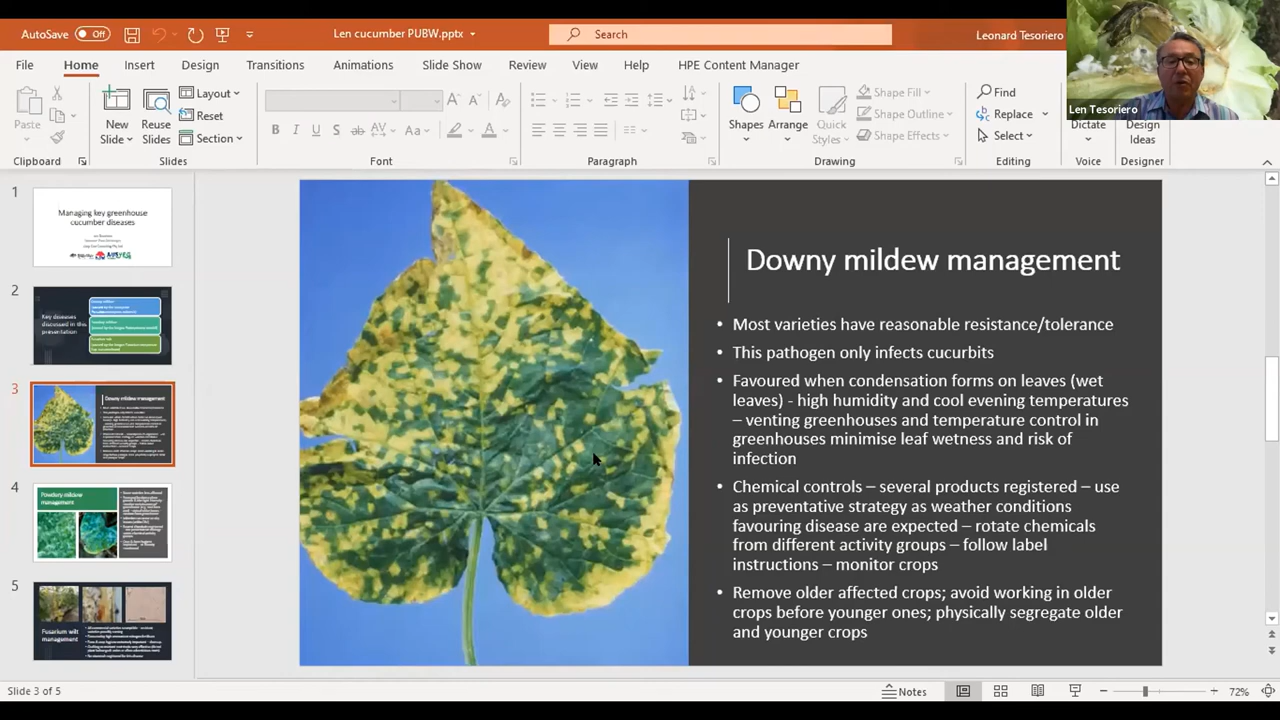 AutoSave
Off
Len cucumber PUBW.pptx
Search
Leonard Tesoriero
File
Home
Insert
Design
Transitions
Animations
Slide Show
Review
View
Help
HPE Content Manager
Len Tesoriero
Paste
New
Slide
Reuse
Slides
Layout
Reset
Section
Shapes
Arrange
Quick
Styles
Shape Fill
Shape Outline
Shape Effects
Find
Replace
Select
Dictate
Design
Ideas
Clipboard
Slides
Font
Paragraph
Drawing
Editing
Voice
Designer
1
Managing key greenhouse
cucumber diseases
2
Key diseases
discussed in this
presentation
3
Downy mildew management
4
Powdery mildew
management
5
Fusarium wilt
management
Downy mildew management
• Most varieties have reasonable resistance/tolerance
• This pathogen only infects cucurbits
• Favoured when condensation forms on leaves (wet
leaves) - high humidity and cool evening temperatures
– venting greenhouses and temperature control in
greenhouses minimise leaf wetness and risk of
infection
• Chemical controls – several products registered – use
as preventative strategy as weather conditions
favouring disease are expected – rotate chemicals
from different activity groups – follow label
instructions – monitor crops
• Remove older affected crops; avoid working in older
crops before younger ones; physically segregate older
and younger crops
Slide 3 of 5
Notes
72%